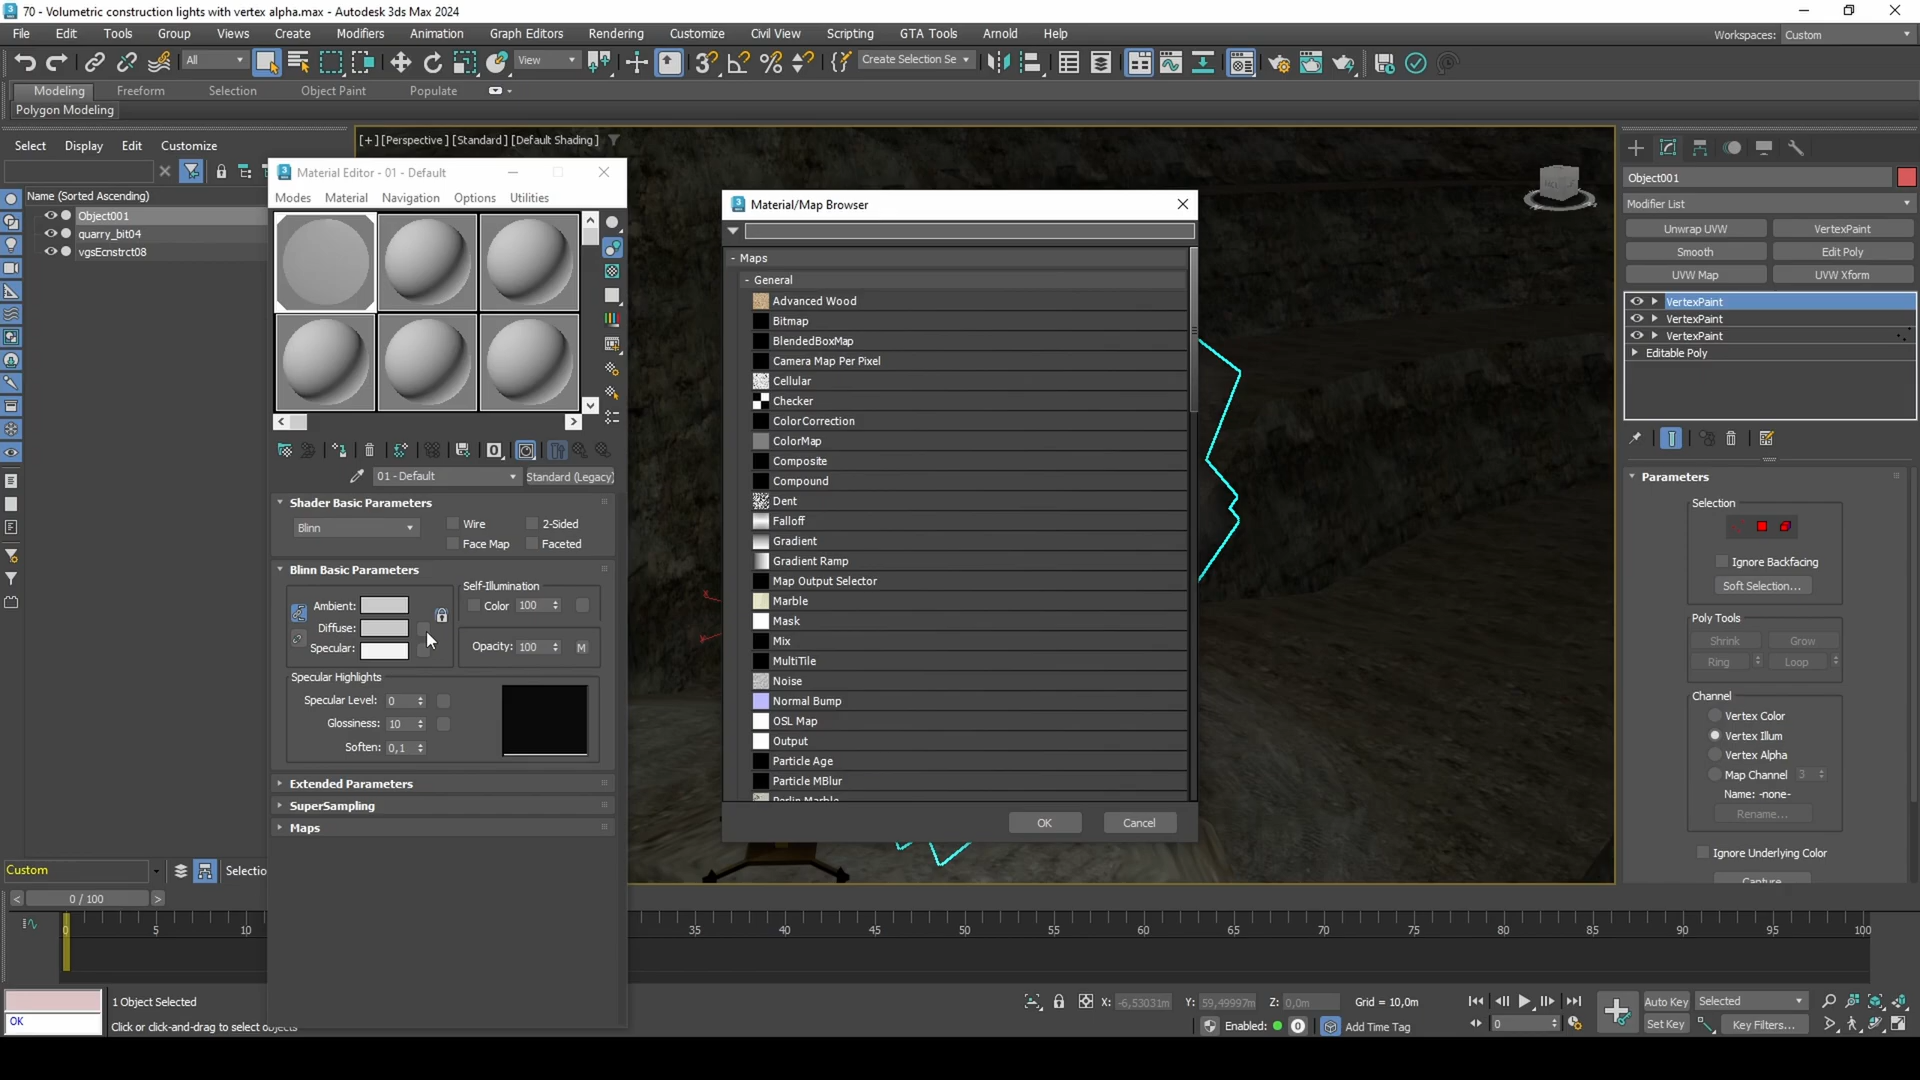 70 - Volumetric construction lights with vertex alpha.max - Autodesk 3ds Max 2024
File Edit Tools Group Views Create Modifiers Animation Graph Editors Rendering Customize Civil View Scripting GTA Tools Arnold Help
Workspaces: Custom
All View Create Selection Se
Modeling Freeform Selection Object Paint Populate
Polygon Modeling
Select Display Edit Customize
Name (Sorted Ascending)
Object001
quarry_bit04
vgsEcnstrct08
[+] [Perspective] [Standard] [Default Shading]
Material Editor - 01 - Default
Modes Material Navigation Options Utilities
01 - Default Standard (Legacy)
Shader Basic Parameters
Blinn Wire 2-Sided
Face Map Faceted
Blinn Basic Parameters
Self-Illumination
Ambient: Color 100
Diffuse:
Specular: Opacity: 100 M
Specular Highlights
Specular Level: 0
Glossiness: 10
Soften: 0,1
Extended Parameters
SuperSampling
Maps
Material/Map Browser
- Maps
- General
Advanced Wood
Bitmap
BlendedBoxMap
Camera Map Per Pixel
Cellular
Checker
ColorCorrection
ColorMap
Composite
Compound
Dent
Falloff
Gradient
Gradient Ramp
Map Output Selector
Marble
Mask
Mix
MultiTile
Noise
Normal Bump
OSL Map
Output
Particle Age
Particle MBlur
Perlin Marble
OK Cancel
Object001
Modifier List
Unwrap UVW VertexPaint
Smooth Edit Poly
UVW Map UVW Xform
VertexPaint
VertexPaint
VertexPaint
Editable Poly
Parameters
Selection
Ignore Backfacing
Soft Selection...
Poly Tools
Shrink Grow
Ring Loop
Channel
Vertex Color
Vertex Illum
Vertex Alpha
Map Channel 3
Name: -none-
Rename...
Ignore Underlying Color
Capture
Custom Selectio
< 0 / 100 >
0 5 10 35 40 45 50 55 60 65 70 75 80 85 90 95 100
OK
1 Object Selected
Click or click-and-drag to select objects
X: -6,53031m Y: 59,49997m Z: 0,0m Grid = 10,0m
Enabled: 0 Add Time Tag
0
Auto Key Selected
Set Key Key Filters...